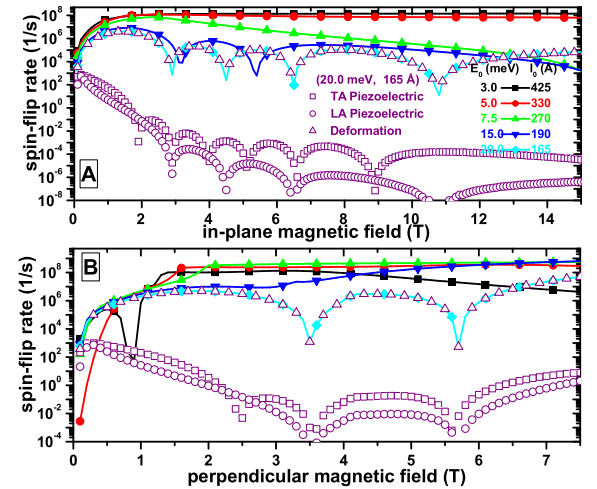 spin-flip rate (1/s)
10^8
10^6
10^4
10^2
10^0
10^-2
10^-4
10^-6
10^-8
A
(20.0 meV, 165 Å)
TA Piezoelectric
LA Piezoelectric
Deformation
E0 (meV) l0 (Å)
3.0 425
5.0 330
7.5 270
15.0 190
20.0 165
0 2 4 6 8 10 12 14
in-plane magnetic field (T)
spin-flip rate (1/s)
10^8
10^6
10^4
10^2
10^0
10^-2
10^-4
B
0 1 2 3 4 5 6 7
perpendicular magnetic field (T)